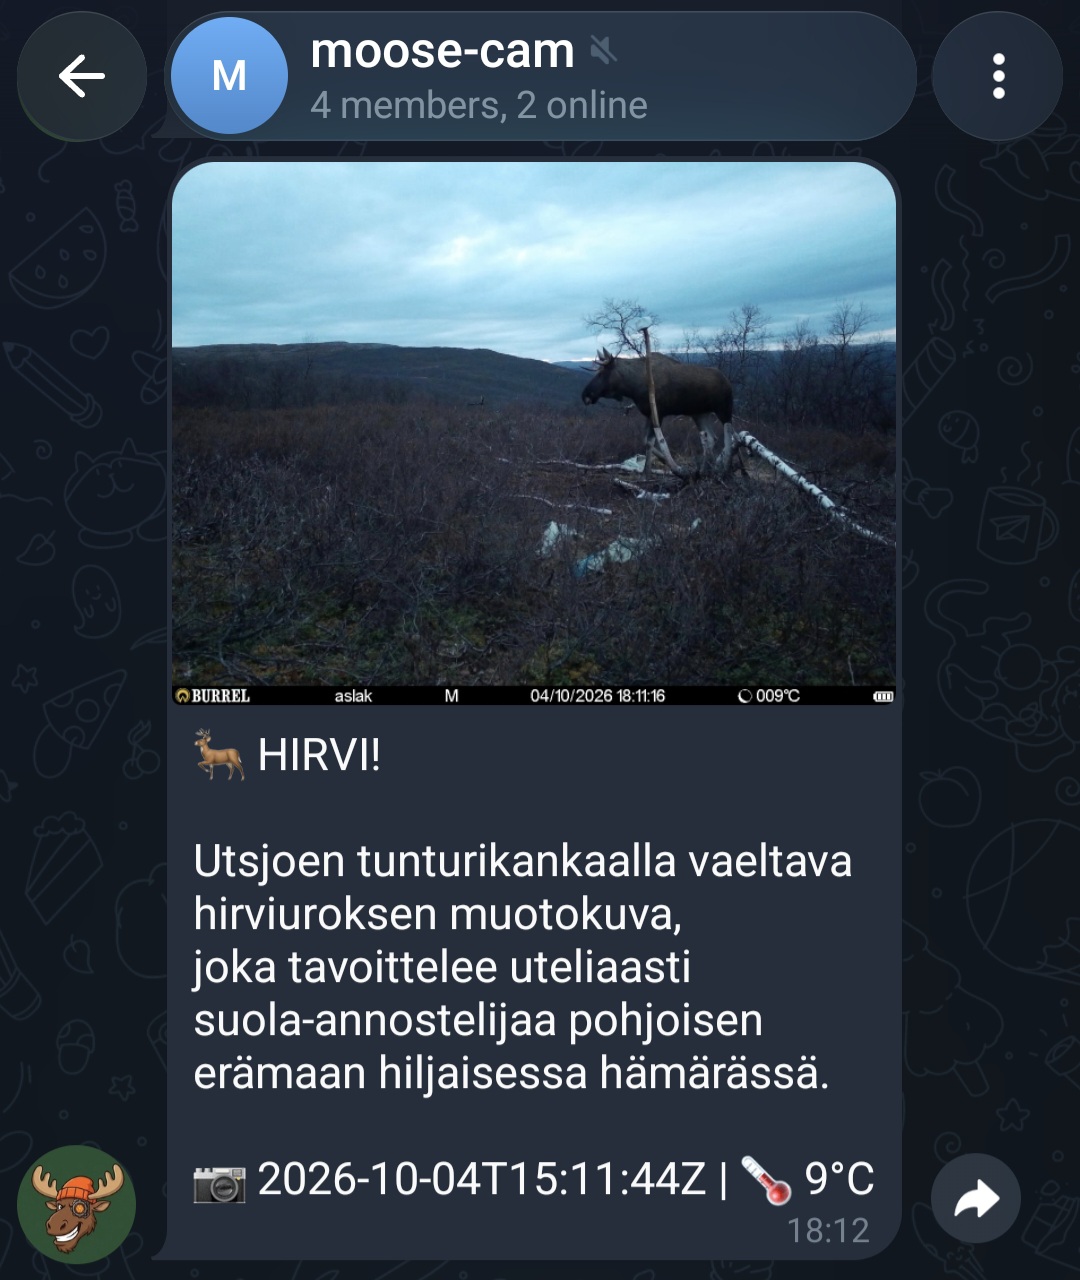 moose-cam
M
4 members, 2 online
BURREL aslak M 04/10/2026 18:11:16 009°C
HIRVI!
Utsjoen tunturikankaalla vaeltava
hirviuroksen muotokuva,
joka tavoittelee uteliaasti
suola-annostelijaa pohjoisen
erämaan hiljaisessa hämärässä.
2026-10-04T15:11:44Z | 9°C
18:12